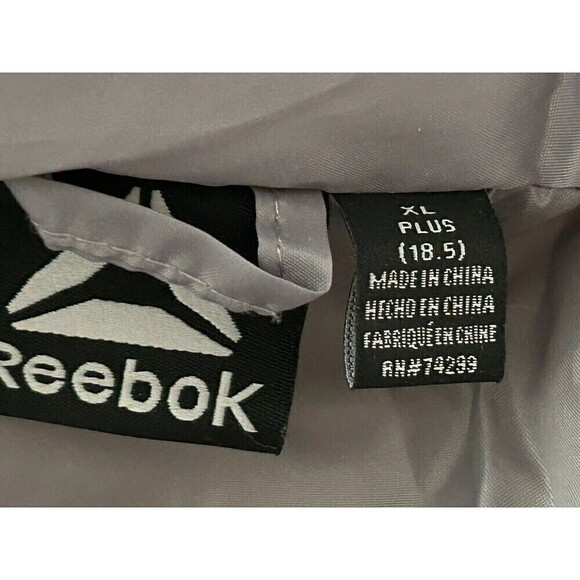 Reebok
XL
PLUS
(18.5)
MADE IN CHINA
HECHO EN CHINA
FABRIQUÉ EN CHINE
RN#74299